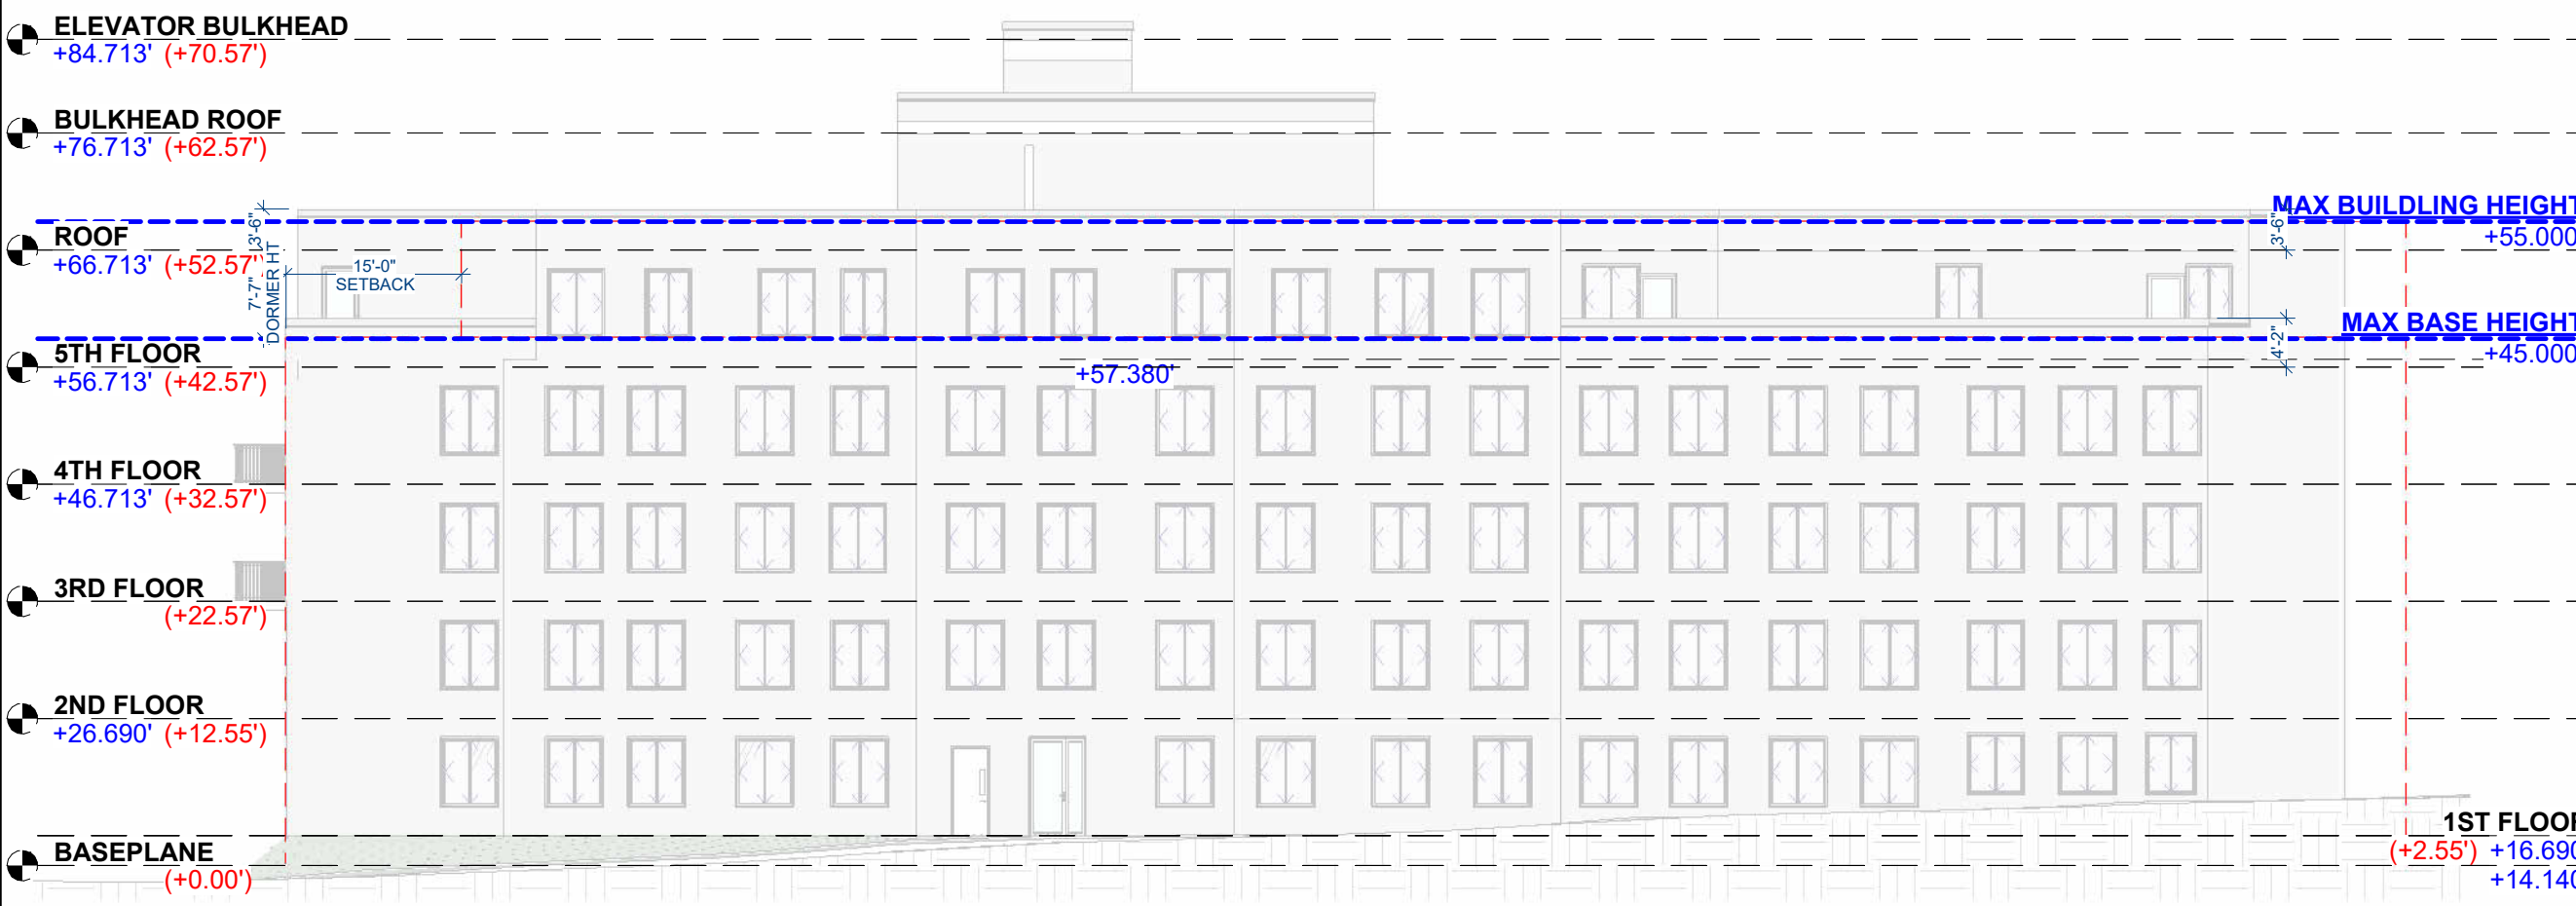 ELEVATOR BULKHEAD
+84.713' (+70.57')
BULKHEAD ROOF
+76.713' (+62.57')
MAX BUILDLING HEIGHT
+55.000
3'-6"
3'-6"
ROOF
+66.713' (+52.57')
15'-0"
SETBACK
7'-7"
DORMER HT
MAX BASE HEIGHT
+45.000
4'-2"
5TH FLOOR
+56.713' (+42.57')
+57.380'
4TH FLOOR
+46.713' (+32.57')
3RD FLOOR
(+22.57')
2ND FLOOR
+26.690' (+12.55')
1ST FLOOR
(+2.55') +16.690
BASEPLANE
(+0.00')
+14.140